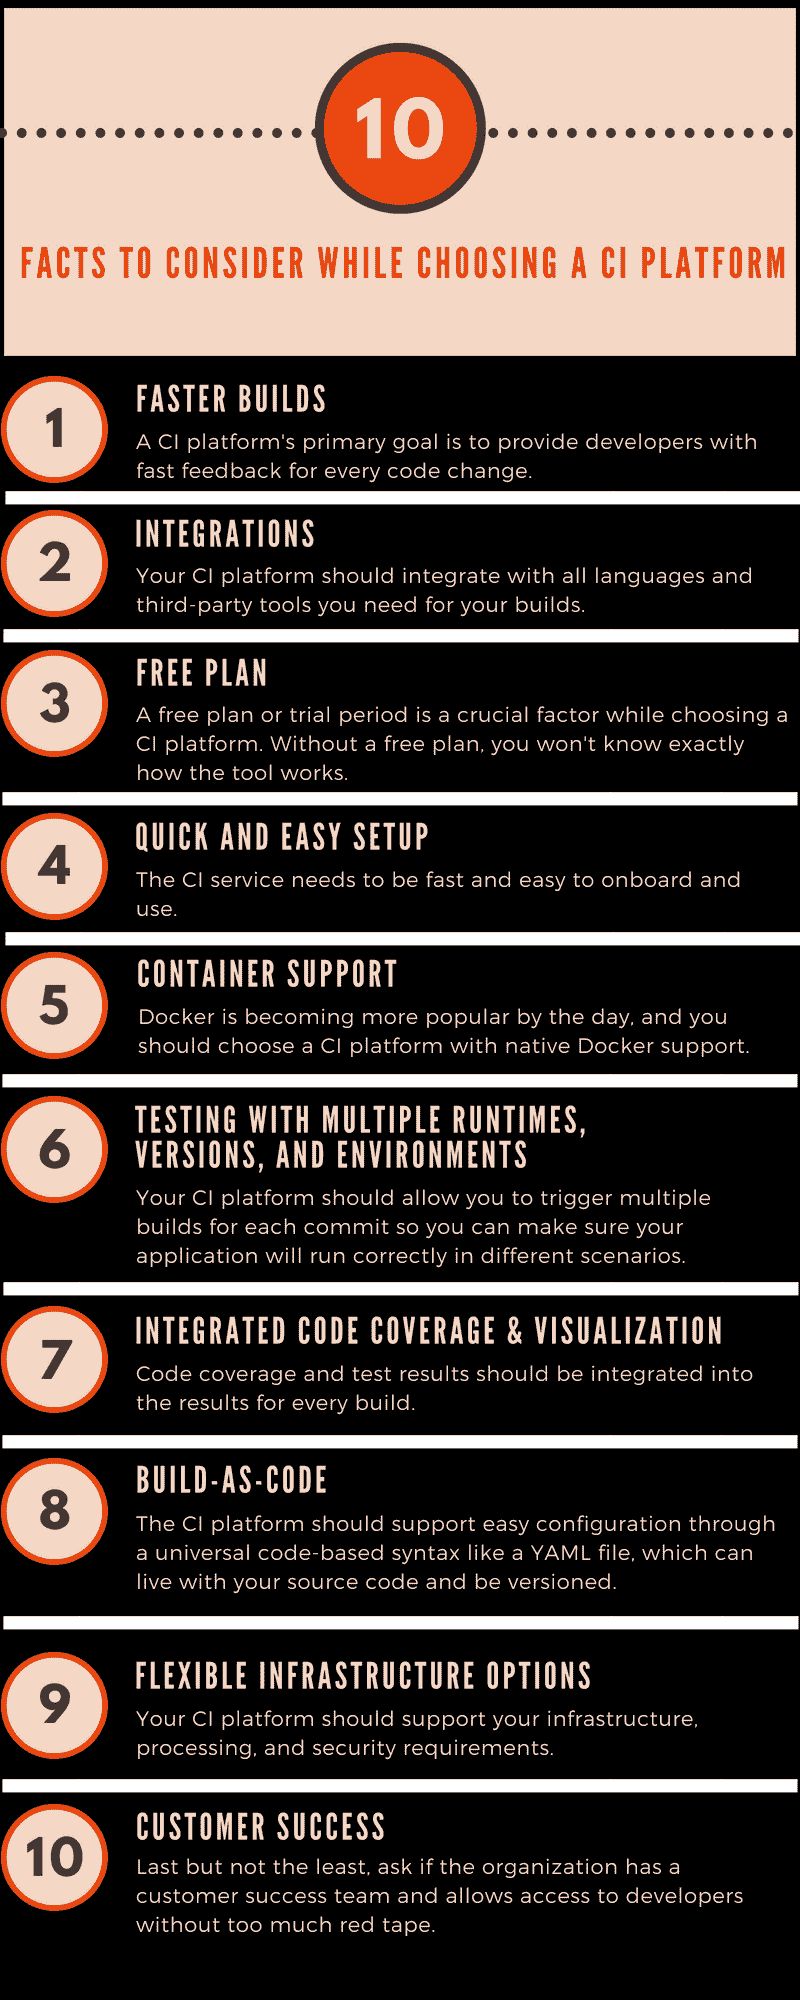 10
FACTS TO CONSIDER WHILE CHOOSING A CI PLATFORM
1
FASTER BUILDS
A CI platform's primary goal is to provide developers with
fast feedback for every code change.
2
INTEGRATIONS
Your CI platform should integrate with all languages and
third-party tools you need for your builds.
3
FREE PLAN
A free plan or trial period is a crucial factor while choosing a
CI platform. Without a free plan, you won't know exactly
how the tool works.
4
QUICK AND EASY SETUP
The CI service needs to be fast and easy to onboard and
use.
5
CONTAINER SUPPORT
Docker is becoming more popular by the day, and you
should choose a CI platform with native Docker support.
6
TESTING WITH MULTIPLE RUNTIMES,
VERSIONS, AND ENVIRONMENTS
Your CI platform should allow you to trigger multiple
builds for each commit so you can make sure your
application will run correctly in different scenarios.
7
INTEGRATED CODE COVERAGE & VISUALIZATION
Code coverage and test results should be integrated into
the results for every build.
8
BUILD-AS-CODE
The CI platform should support easy configuration through
a universal code-based syntax like a YAML file, which can
live with your source code and be versioned.
9
FLEXIBLE INFRASTRUCTURE OPTIONS
Your CI platform should support your infrastructure,
processing, and security requirements.
10
CUSTOMER SUCCESS
Last but not the least, ask if the organization has a
customer success team and allows access to developers
without too much red tape.